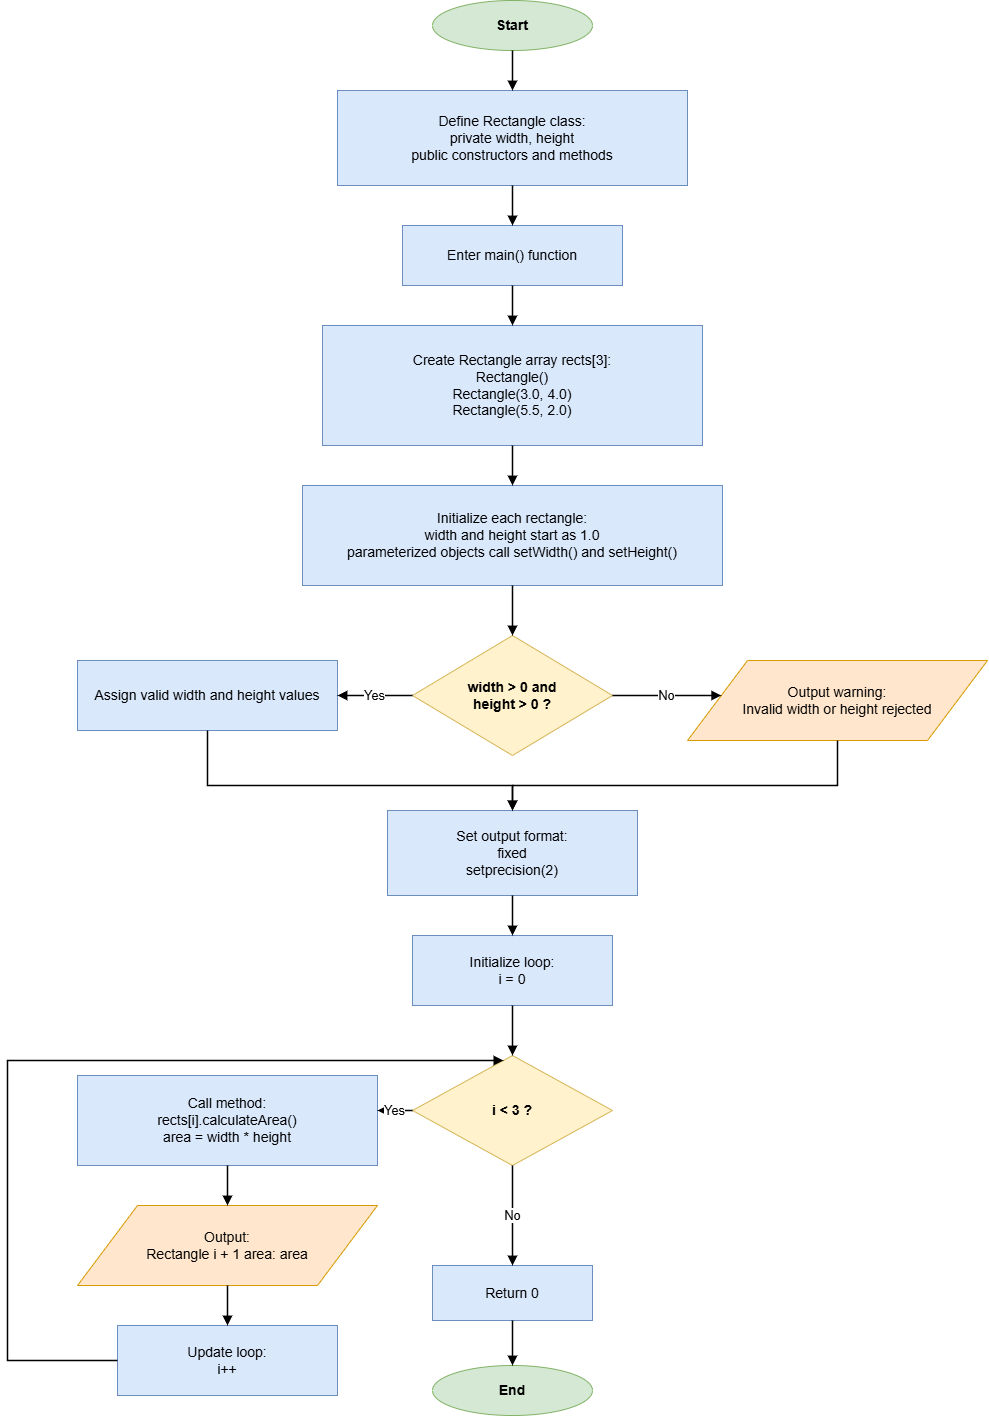 Start
Define Rectangle class:
private width, height
public constructors and methods
Enter main() function
Create Rectangle array rects[3]:
Rectangle()
Rectangle(3.0, 4.0)
Rectangle(5.5, 2.0)
Initialize each rectangle:
width and height start as 1.0
parameterized objects call setWidth() and setHeight()
width > 0 and
height > 0 ?
Yes
Assign valid width and height values
No
Output warning:
Invalid width or height rejected
Set output format:
fixed
setprecision(2)
Initialize loop:
i = 0
i < 3 ?
Yes
Call method:
rects[i].calculateArea()
area = width * height
Output:
Rectangle i + 1 area: area
Update loop:
i++
No
Return 0
End